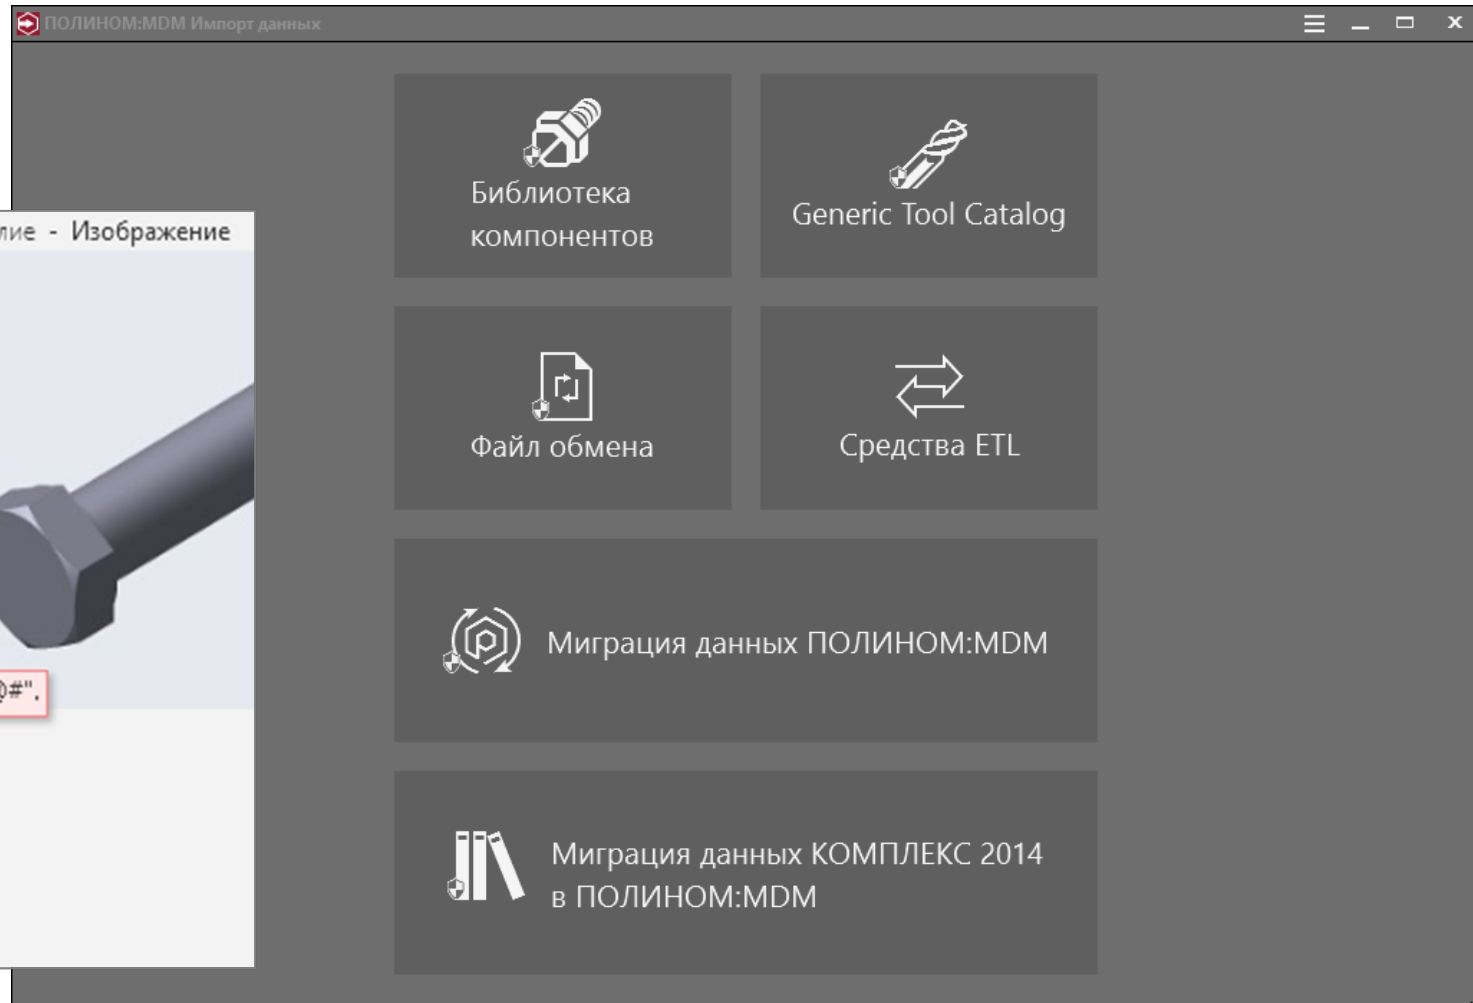 ПОЛИНОМ:MDM Импорт данных
Библиотека
компонентов
Generic Tool Catalog
лие - Изображение
Файл обмена
Средства ETL
Миграция данных ПОЛИНОМ:MDM
@#".
Миграция данных КОМПЛЕКС 2014
в ПОЛИНОМ:MDM